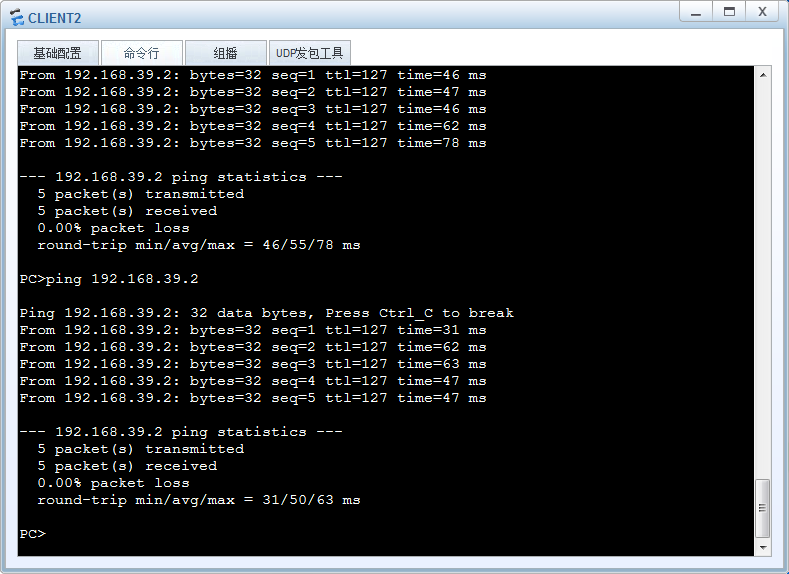 CLIENT2
X
基础配置 命令行 组播 UDP发包工具
From 192.168.39.2: bytes=32 seq=1 ttl=127 time=46 ms
From 192.168.39.2: bytes=32 seq=2 ttl=127 time=47 ms
From 192.168.39.2: bytes=32 seq=3 ttl=127 time=46 ms
From 192.168.39.2: bytes=32 seq=4 ttl=127 time=62 ms
From 192.168.39.2: bytes=32 seq=5 ttl=127 time=78 ms
--- 192.168.39.2 ping statistics ---
5 packet(s) transmitted
5 packet(s) received
0.00% packet loss
round-trip min/avg/max = 46/55/78 ms
PC>ping 192.168.39.2
Ping 192.168.39.2: 32 data bytes, Press Ctrl_C to break
From 192.168.39.2: bytes=32 seq=1 ttl=127 time=31 ms
From 192.168.39.2: bytes=32 seq=2 ttl=127 time=62 ms
From 192.168.39.2: bytes=32 seq=3 ttl=127 time=63 ms
From 192.168.39.2: bytes=32 seq=4 ttl=127 time=47 ms
From 192.168.39.2: bytes=32 seq=5 ttl=127 time=47 ms
--- 192.168.39.2 ping statistics ---
5 packet(s) transmitted
5 packet(s) received
0.00% packet loss
round-trip min/avg/max = 31/50/63 ms
PC>